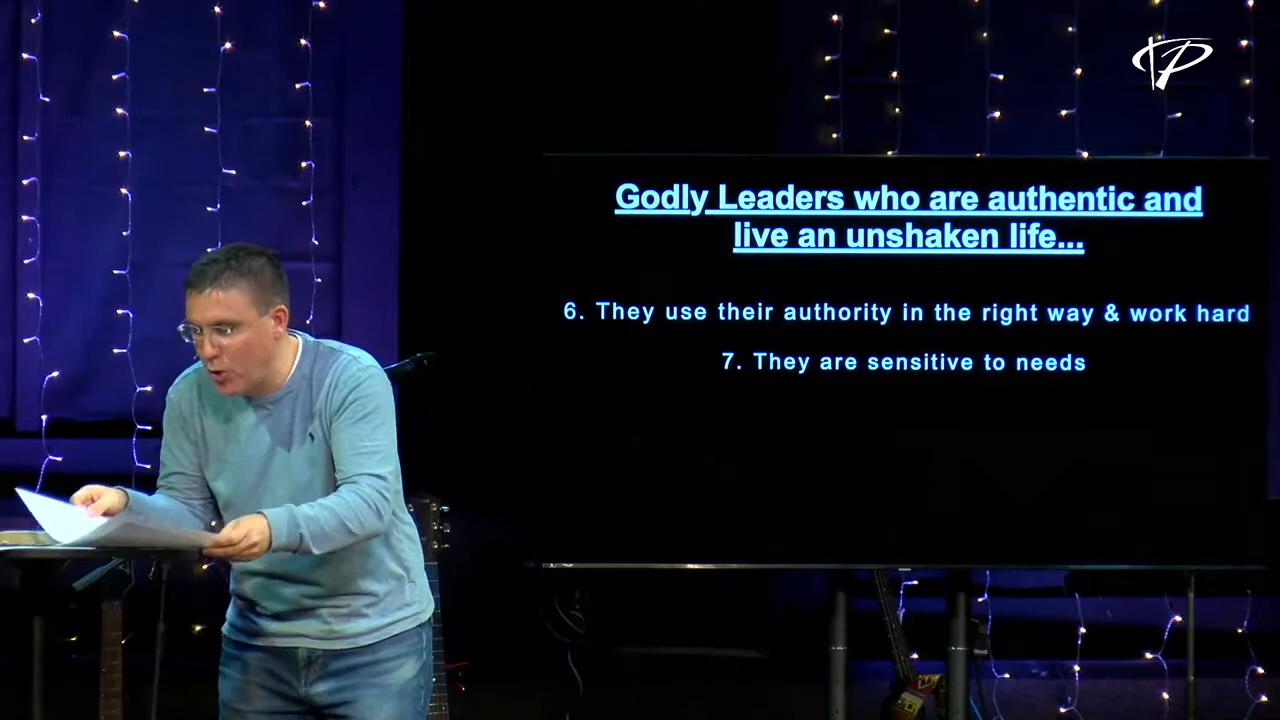 Godly Leaders who are authentic and
live an unshaken life...
6. They use their authority in the right way & work hard
7. They are sensitive to needs